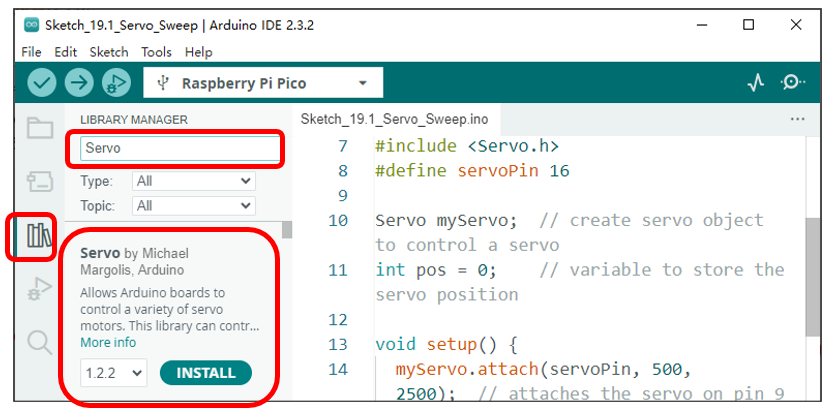 Sketch_19.1_Servo_Sweep | Arduino IDE 2.3.2
File Edit Sketch Tools Help
Raspberry Pi Pico
LIBRARY MANAGER
Servo
Type: All
Topic: All
Servo by Michael
Margolis, Arduino
Allows Arduino boards to
control a variety of servo
motors. This library can contr...
More info
1.2.2 INSTALL
Sketch_19.1_Servo_Sweep.ino
7 #include <Servo.h>
8 #define servoPin 16
9
10 Servo myServo;  // create servo object
to control a servo
11 int pos = 0;    // variable to store the
servo position
12
13 void setup() {
14 myServo.attach(servoPin, 500,
2500);  // attaches the servo on pin 9